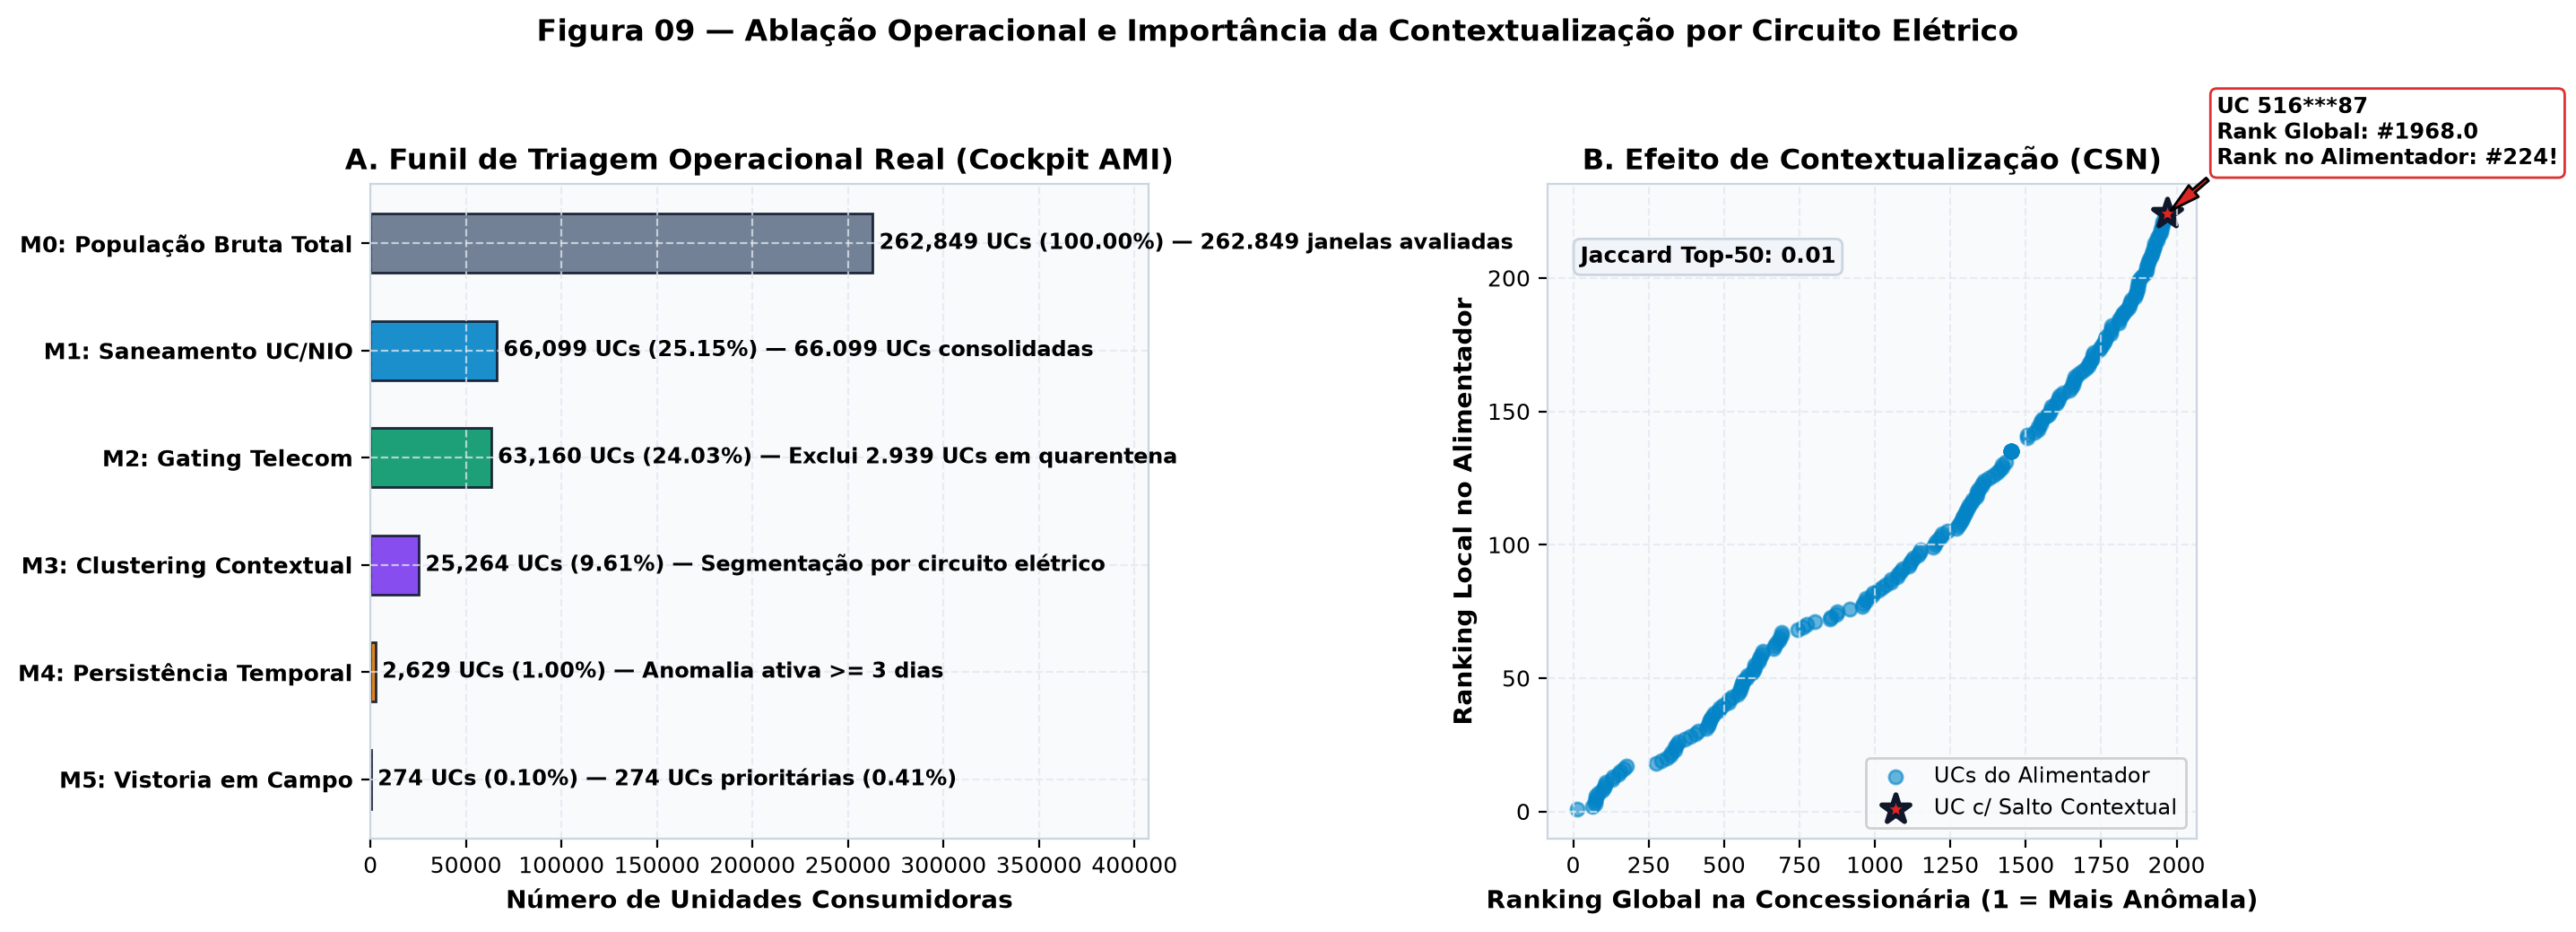 Figura 09 — Ablação Operacional e Importância da Contextualização por Circuito Elétrico
A. Funil de Triagem Operacional Real (Cockpit AMI)
M0: População Bruta Total
262,849 UCs (100.00%) — 262.849 janelas avaliadas
M1: Saneamento UC/NIO
66,099 UCs (25.15%) — 66.099 UCs consolidadas
M2: Gating Telecom
63,160 UCs (24.03%) — Exclui 2.939 UCs em quarentena
M3: Clustering Contextual
25,264 UCs (9.61%) — Segmentação por circuito elétrico
M4: Persistência Temporal
2,629 UCs (1.00%) — Anomalia ativa >= 3 dias
M5: Vistoria em Campo
274 UCs (0.10%) — 274 UCs prioritárias (0.41%)
0 50000 100000 150000 200000 250000 300000 350000 400000
Número de Unidades Consumidoras
B. Efeito de Contextualização (CSN)
UC 516***87
Rank Global: #1968.0
Rank no Alimentador: #224!
Jaccard Top-50: 0.01
Ranking Local no Alimentador
200
150
100
50
0
UCs do Alimentador
UC c/ Salto Contextual
0 250 500 750 1000 1250 1500 1750 2000
Ranking Global na Concessionária (1 = Mais Anômala)